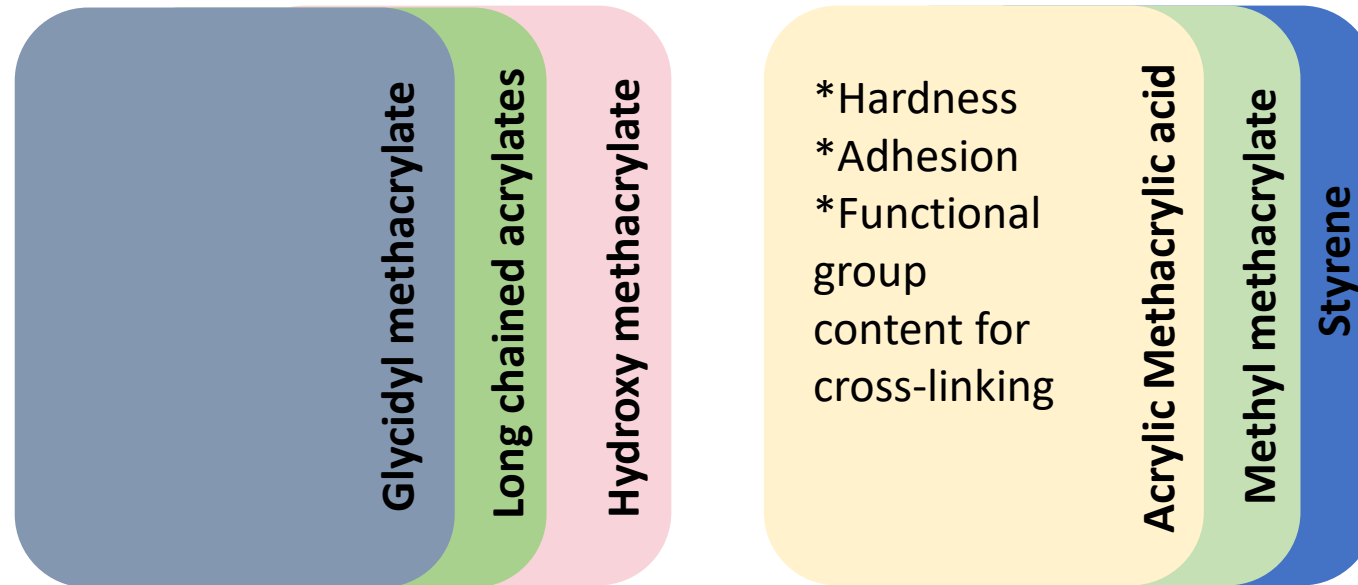 Glycidyl methacrylate
Long chained acrylates
Hydroxy methacrylate
*Hardness
*Adhesion
*Functional
group
content for
cross-linking
Acrylic Methacrylic acid
Methyl methacrylate
Styrene